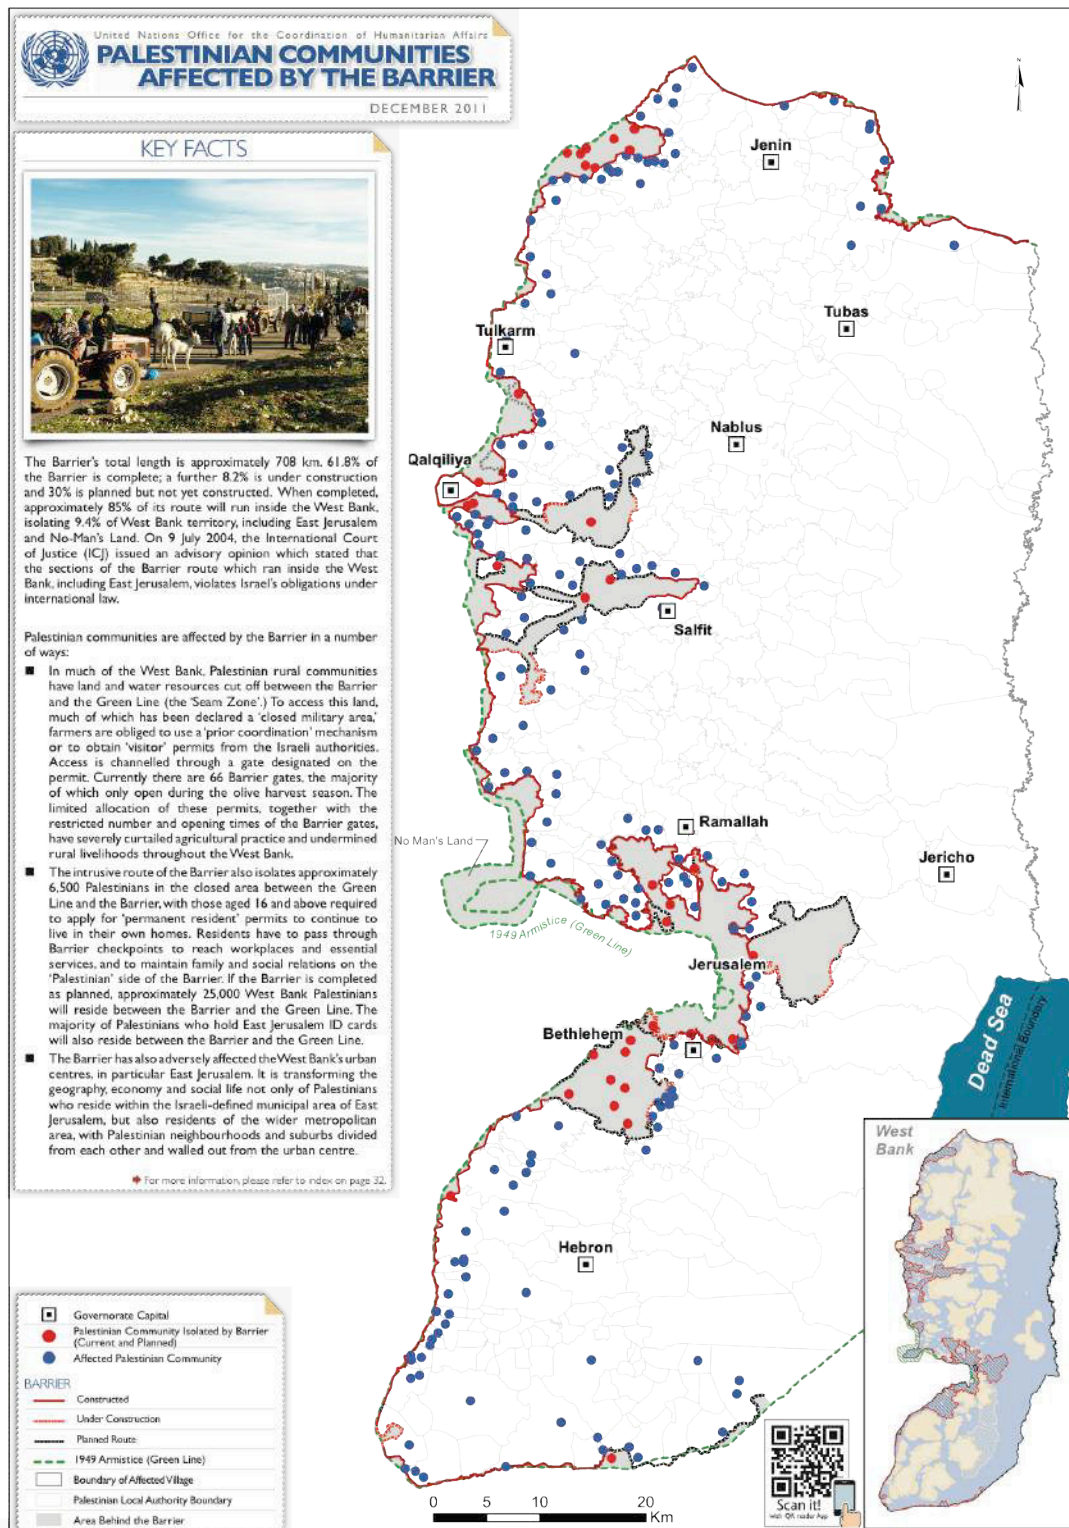 United Nations Office for the Coordination of Humanitarian Affairs
PALESTINIAN COMMUNITIES
AFFECTED BY THE BARRIER
DECEMBER 2011
KEY FACTS
The Barrier's total length is approximately 708 km. 61.8% of
the Barrier is complete; a further 8.2% is under construction
and 30% is planned but not yet constructed. When completed,
approximately 85% of its route will run inside the West Bank,
isolating 9.4% of West Bank territory, including East Jerusalem
and No-Man's Land. On 9 July 2004, the International Court
of Justice (ICJ) issued an advisory opinion which stated that
the sections of the Barrier route which ran inside the West
Bank, including East Jerusalem, violates Israel's obligations under
international law.
Palestinian communities are affected by the Barrier in a number
of ways:
■ In much of the West Bank, Palestinian rural communities
have land and water resources cut off between the Barrier
and the Green Line (the 'Seam Zone'.) To access this land,
much of which has been declared a 'closed military area,'
farmers are obliged to use a 'prior coordination' mechanism
or to obtain 'visitor' permits from the Israeli authorities.
Access is channelled through a gate designated on the
permit. Currently there are 66 Barrier gates, the majority
of which only open during the olive harvest season. The
limited allocation of these permits, together with the
restricted number and opening times of the Barrier gates,
have severely curtailed agricultural practice and undermined
rural livelihoods throughout the West Bank.
■ The intrusive route of the Barrier also isolates approximately
6,500 Palestinians in the closed area between the Green
Line and the Barrier, with those aged 16 and above required
to apply for 'permanent resident' permits to continue to
live in their own homes. Residents have to pass through
Barrier checkpoints to reach workplaces and essential
services, and to maintain family and social relations on the
'Palestinian' side of the Barrier. If the Barrier is completed
as planned, approximately 25,000 West Bank Palestinians
will reside between the Barrier and the Green Line. The
majority of Palestinians who hold East Jerusalem ID cards
will also reside between the Barrier and the Green Line.
■ The Barrier has also adversely affected the West Bank's urban
centres, in particular East Jerusalem. It is transforming the
geography, economy and social life not only of Palestinians
who reside within the Israeli-defined municipal area of East
Jerusalem, but also residents of the wider metropolitan
area, with Palestinian neighbourhoods and suburbs divided
from each other and walled out from the urban centre.
For more information, please refer to index on page 32.
Governorate Capital
Palestinian Community Isolated by Barrier
(Current and Planned)
Affected Palestinian Community
BARRIER
Constructed
Under Construction
Planned Route
1949 Armistice (Green Line)
Boundary of Affected Village
Palestinian Local Authority Boundary
Area Behind the Barrier
N
Jenin
Tubas
Tulkarm
Nablus
Qalqiliya
Salfit
Ramallah
No Man's Land
Jericho
1949 Armistice (Green Line)
Jerusalem
Bethlehem
Dead Sea
International Boundary
Hebron
West
Bank
0 5 10 20
Km
Scan it!
with QR reader App